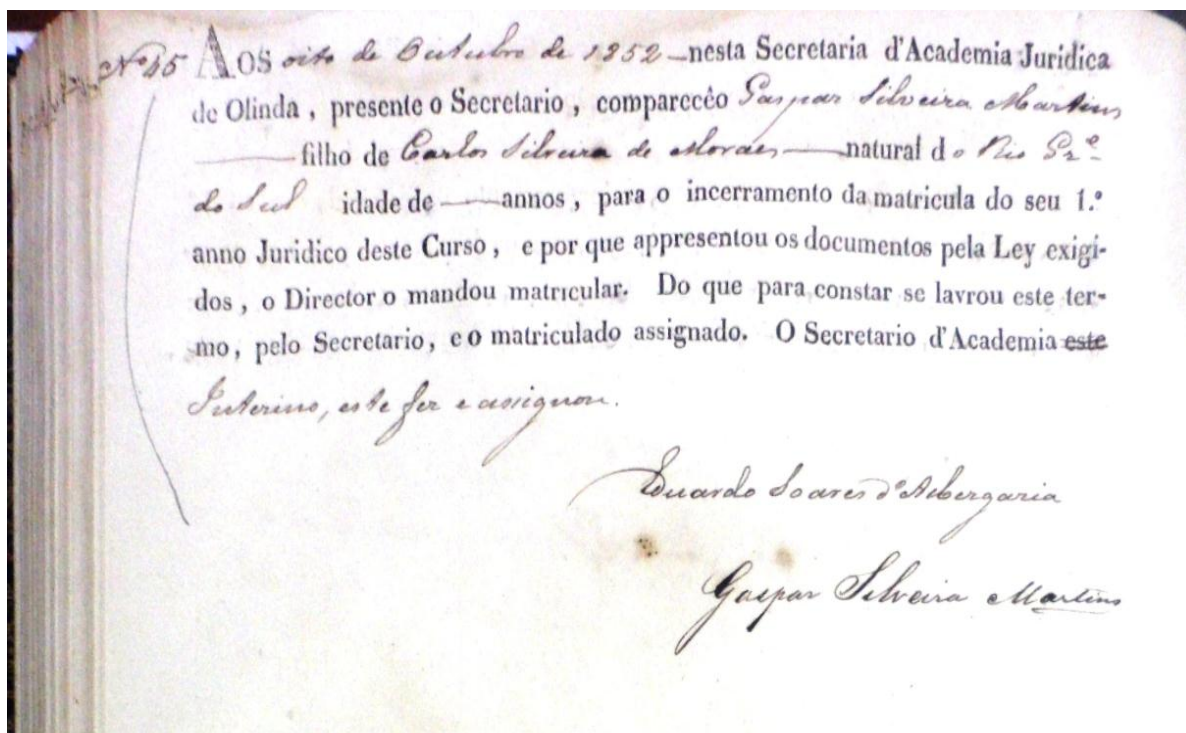 Nº 45 AOS oito de Outubro de 1852 — nesta Secretaria d'Academia Juridica
de Olinda, presente o Secretario, comparecêo Gaspar Silveira Martins
— filho de Carlos Silveira de Moraes — natural do Rio Gr.e
do Sul idade de — annos, para o incerramento da matricula do seu 1.º
anno Juridico deste Curso, e por que appresentou os documentos pela Ley exigi-
dos, o Director o mandou matricular. Do que para constar se lavrou este ter-
mo, pelo Secretario, e o matriculado assignado. O Secretario d'Academia este
Interino, este fez e assignou.
Eduardo Soares d'Albergaria
Gaspar Silveira Martins